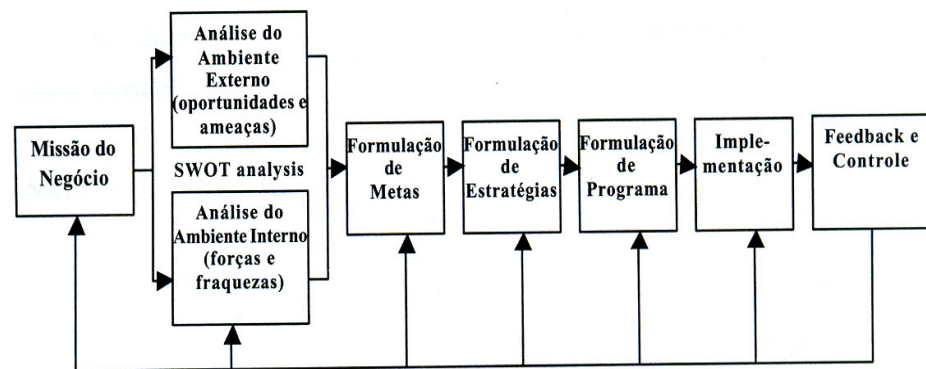 Missão do
Negócio
Análise do
Ambiente
Externo
(oportunidades e
ameaças)
SWOT analysis
Análise do
Ambiente Interno
(forças e
fraquezas)
Formulação
de
Metas
Formulação
de
Estratégias
Formulação
de
Programa
Imple-
mentação
Feedback e
Controle